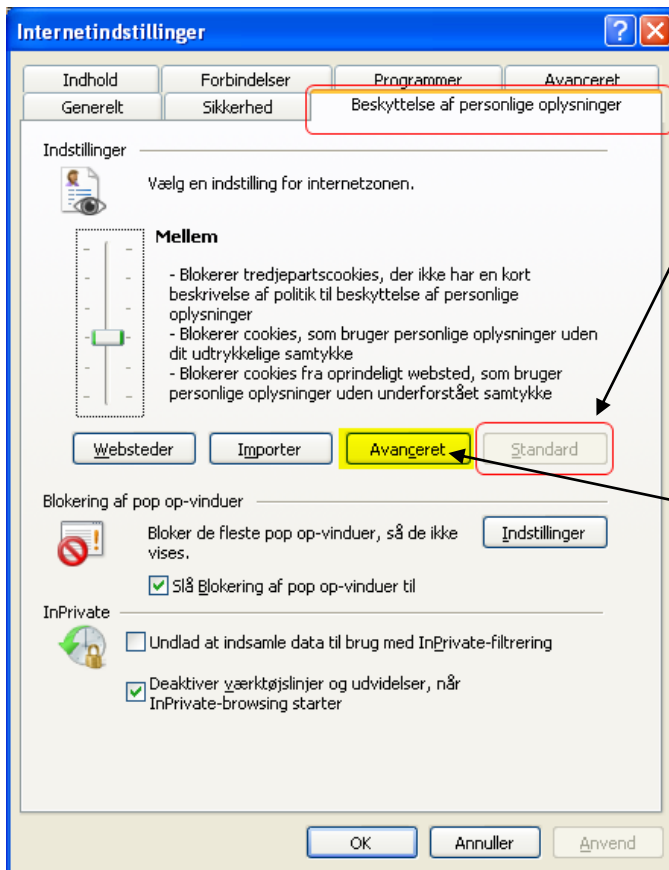 Internetindstillinger
Indhold Forbindelser Programmer Avanceret
Generelt Sikkerhed Beskyttelse af personlige oplysninger
Indstillinger
Vælg en indstilling for internetzonen.
Mellem
- Blokerer tredjepartscookies, der ikke har en kort
beskrivelse af politik til beskyttelse af personlige
oplysninger
- Blokerer cookies, som bruger personlige oplysninger uden
dit udtrykkelige samtykke
- Blokerer cookies fra oprindeligt websted, som bruger
personlige oplysninger uden underforstået samtykke
Websteder Importer Avanceret Standard
Blokering af pop op-vinduer
Bloker de fleste pop op-vinduer, så de ikke
vises.
Indstillinger
Slå Blokering af pop op-vinduer til
InPrivate
Undlad at indsamle data til brug med InPrivate-filtrering
Deaktiver værktøjslinjer og udvidelser, når
InPrivate-browsing starter
OK Annuller Anvend